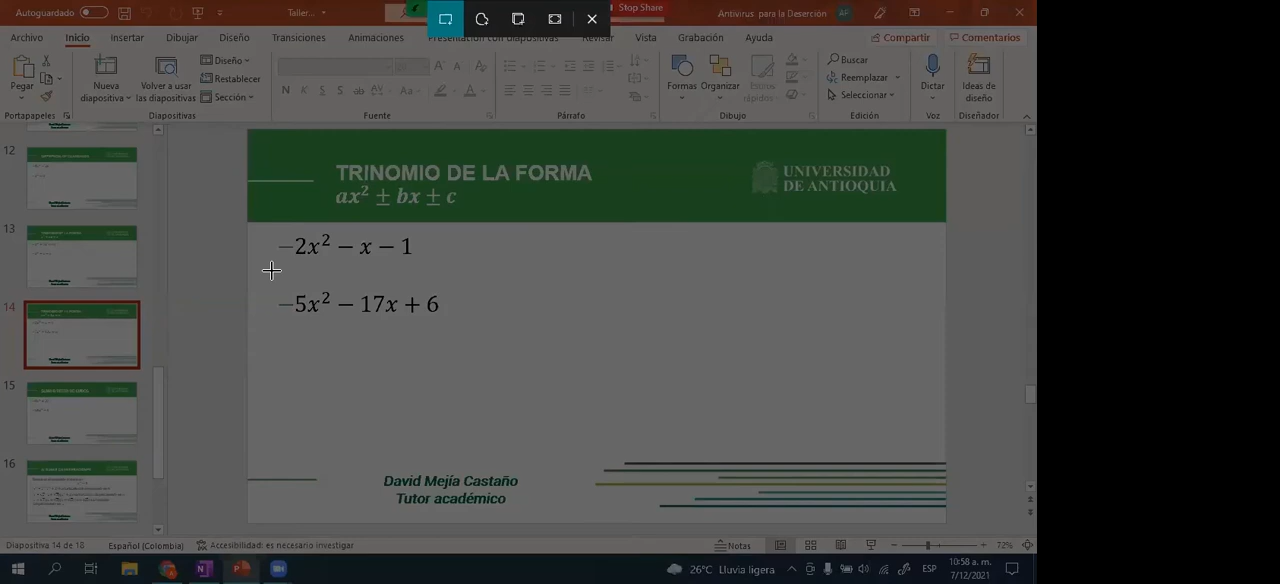 Autoguardado
Taller...
Stop Share
Antivirus para la Deserción
AF
Archivo
Inicio
Insertar
Dibujar
Diseño
Transiciones
Animaciones
Presentación con diapositivas
Revisar
Vista
Grabación
Ayuda
Compartir
Comentarios
Pegar
Nueva
diapositiva
Volver a usar
las diapositivas
Diseño
Restablecer
Sección
Formas
Organizar
Estilos
rápidos
Buscar
Reemplazar
Seleccionar
Dictar
Ideas de
diseño
Portapapeles
Diapositivas
Fuente
Párrafo
Dibujo
Edición
Voz
Diseñador
12
13
14
15
16
TRINOMIO DE LA FORMA
ax² ± bx ± c
UNIVERSIDAD
DE ANTIOQUIA
−2x² − x − 1
−5x² − 17x + 6
David Mejía Castaño
Tutor académico
Diapositiva 14 de 18
Español (Colombia)
Accesibilidad: es necesario investigar
Notas
72%
26°C Lluvia ligera
ESP
10:58 a. m.
7/12/2021